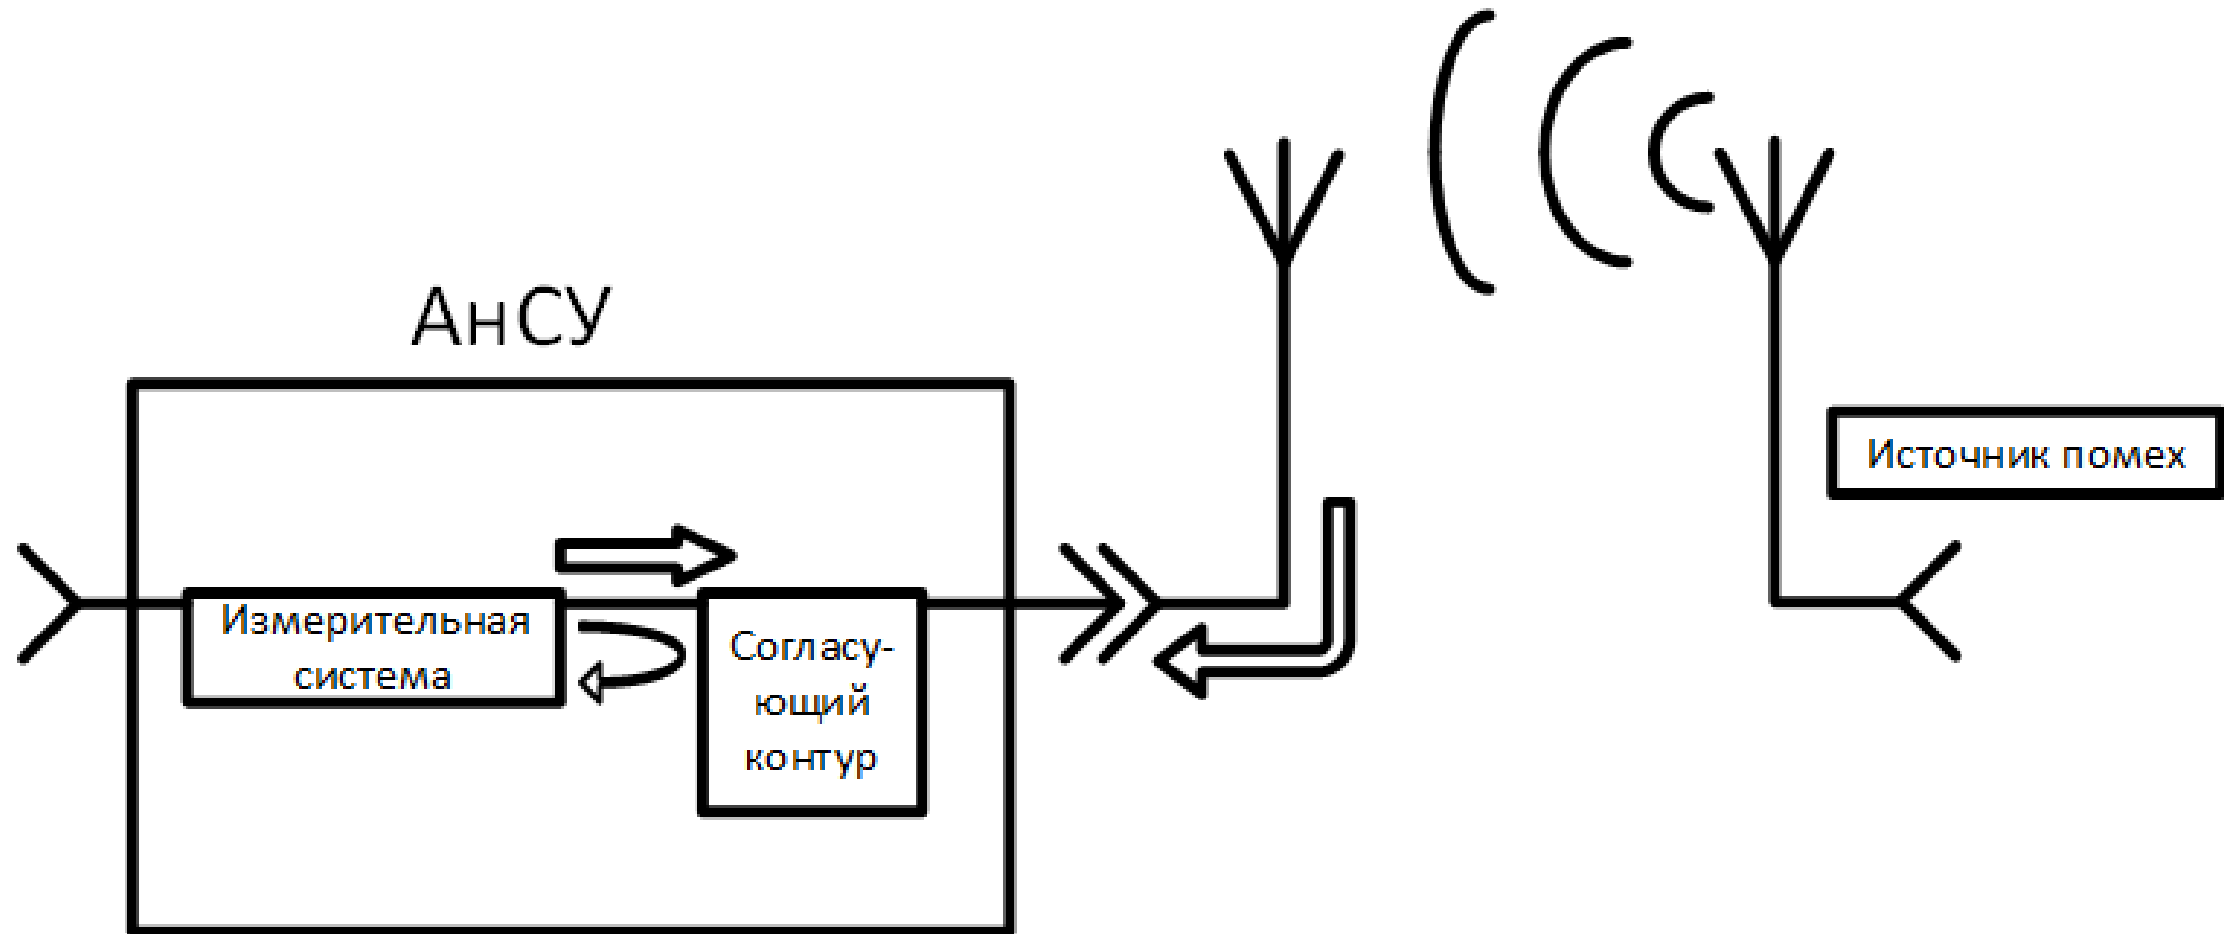 АнСУ
Источник помех
Измерительная
система
Согласу-
ющий
контур